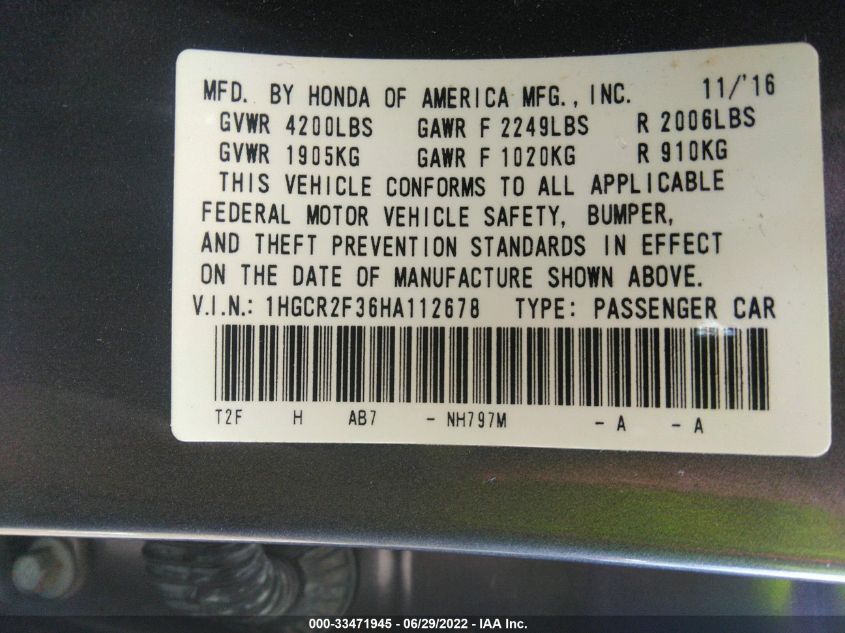 MFD. BY HONDA OF AMERICA MFG., INC. 11/'16
GVWR 4200LBS GAWR F 2249LBS R 2006LBS
GVWR 1905KG GAWR F 1020KG R 910KG
THIS VEHICLE CONFORMS TO ALL APPLICABLE
FEDERAL MOTOR VEHICLE SAFETY, BUMPER,
AND THEFT PREVENTION STANDARDS IN EFFECT
ON THE DATE OF MANUFACTURE SHOWN ABOVE.
V.I.N.: 1HGCR2F36HA112678 TYPE: PASSENGER CAR
T2F H AB7 - NH797M - A - A
000-33471945 - 06/29/2022 - IAA Inc.